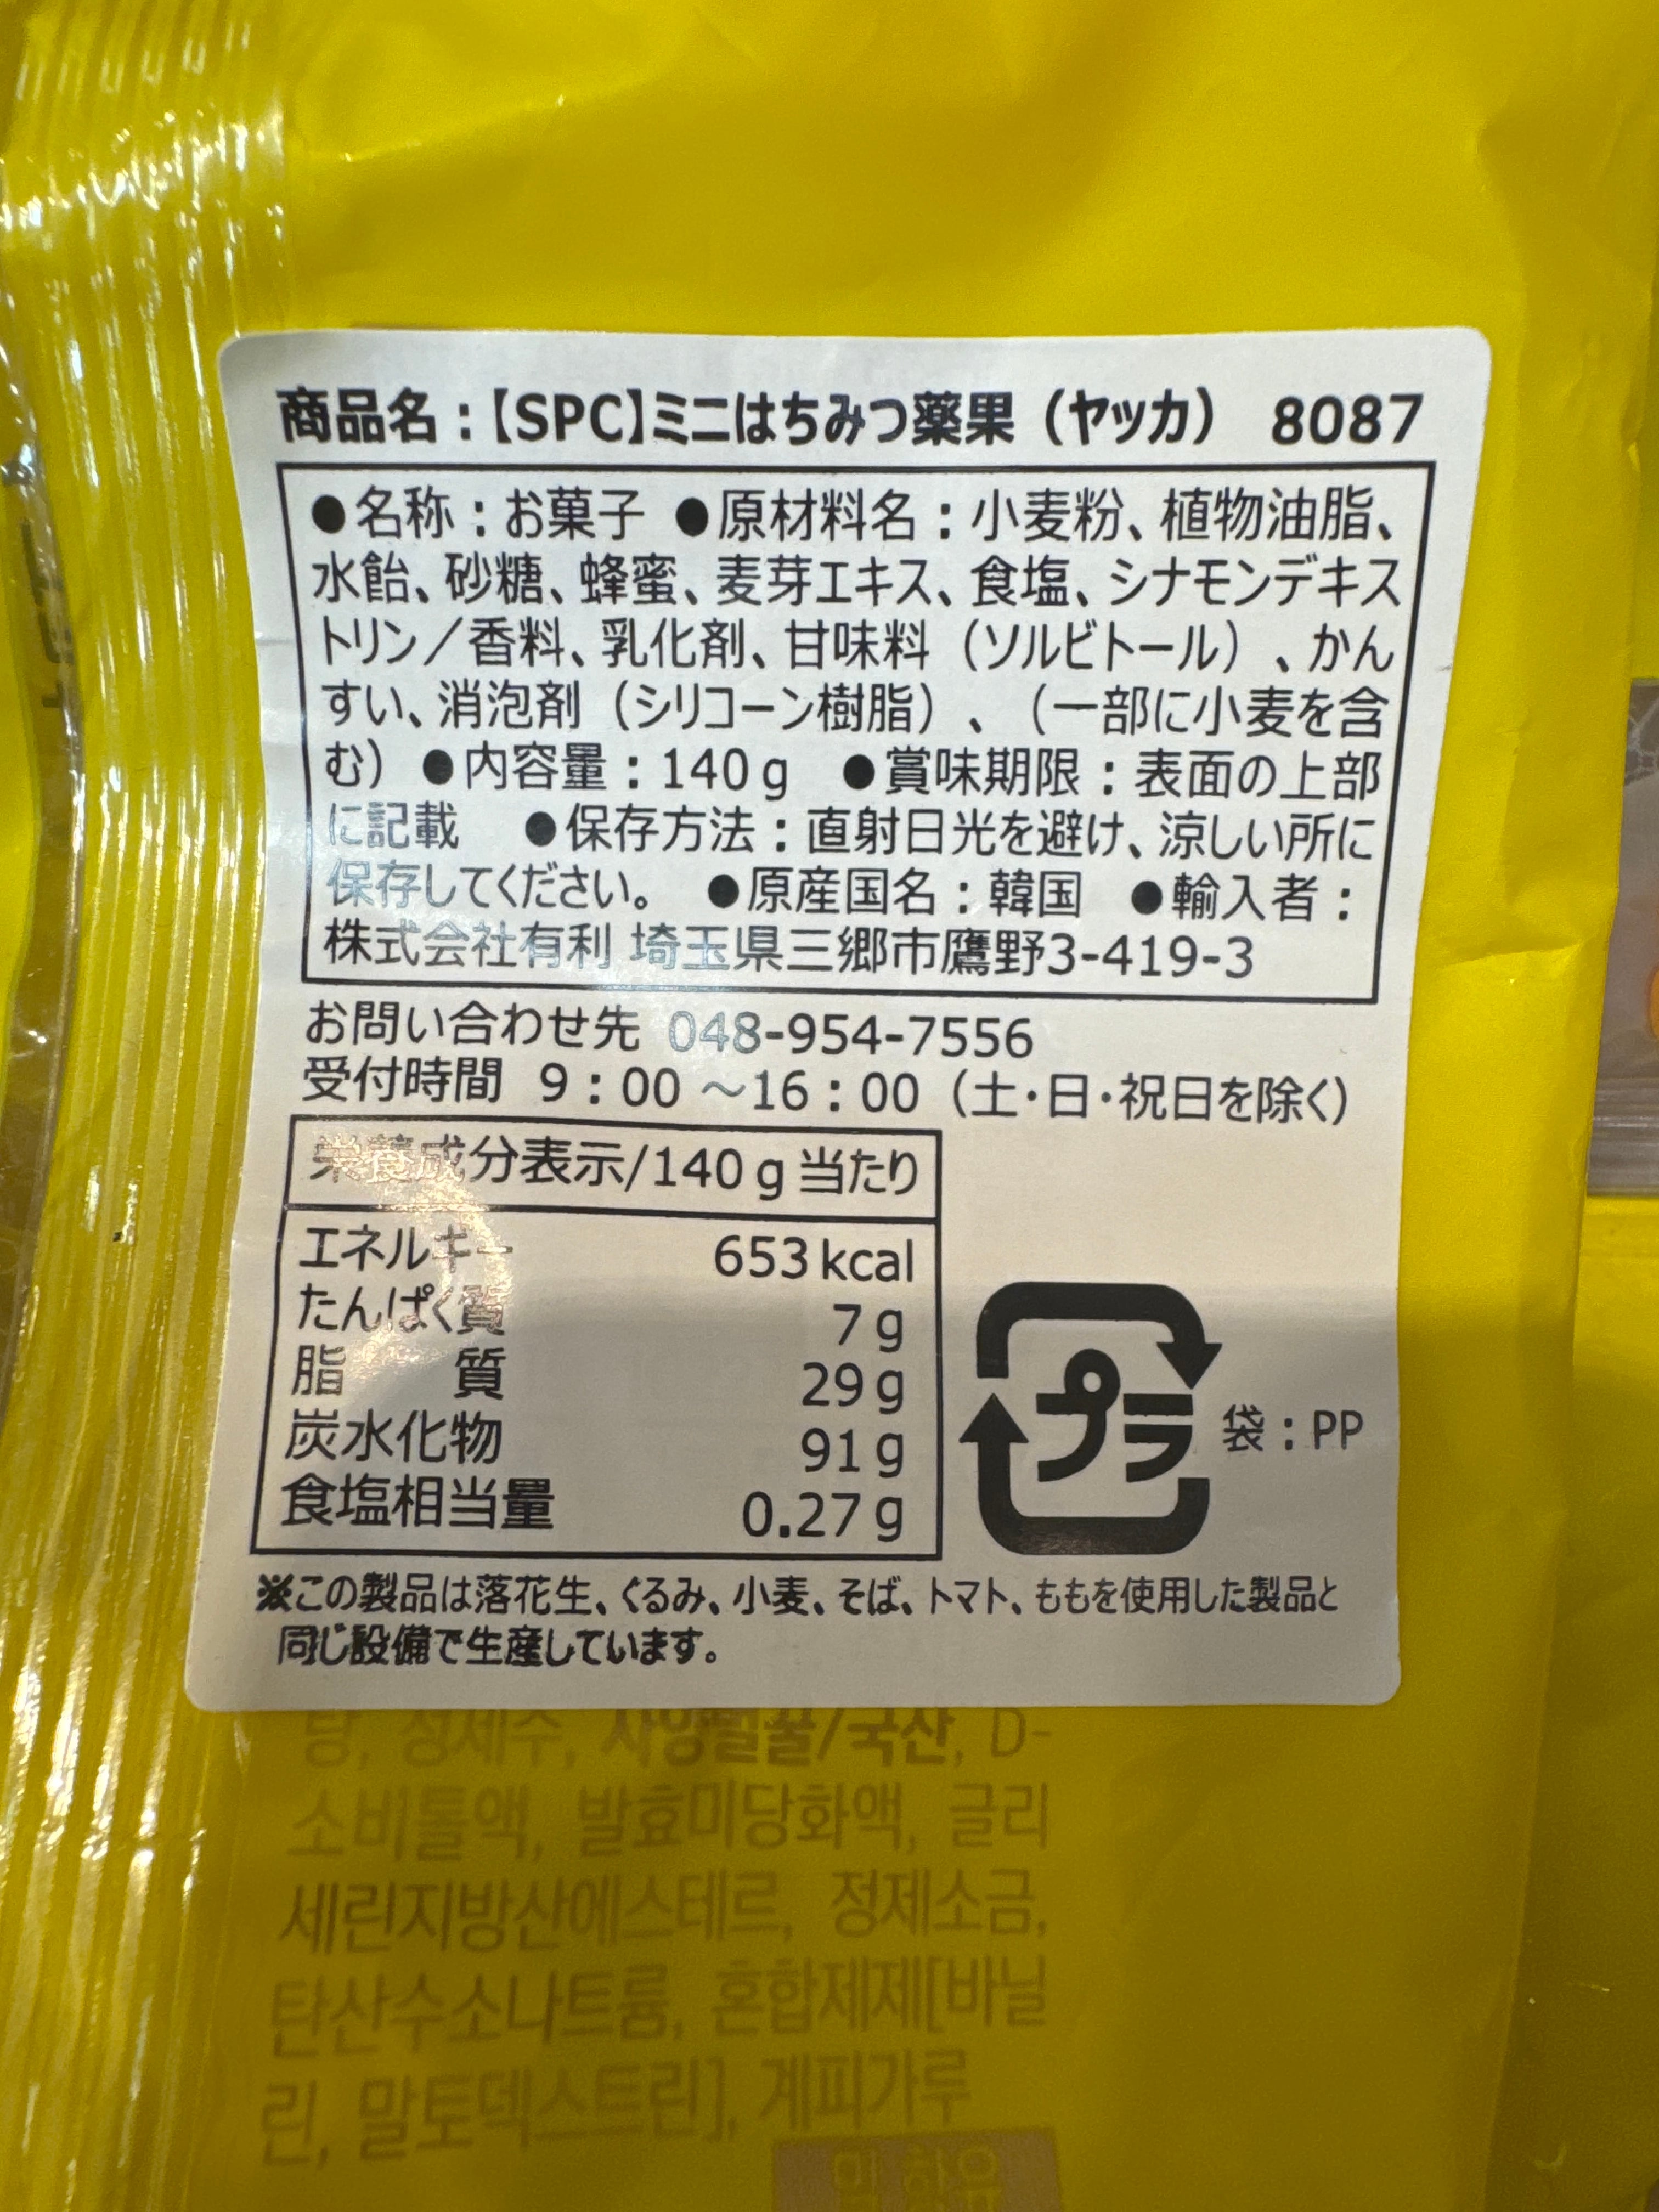 商品名：【SPC】ミニはちみつ薬果（ヤッカ） 8087
●名称：お菓子 ●原材料名：小麦粉、植物油脂、
水飴、砂糖、蜂蜜、麦芽エキス、食塩、シナモンデキス
トリン／香料、乳化剤、甘味料（ソルビトール）、かん
すい、消泡剤（シリコーン樹脂）、（一部に小麦を含
む） ●内容量：140g ●賞味期限：表面の上部
に記載 ●保存方法：直射日光を避け、涼しい所に
保存してください。 ●原産国名：韓国 ●輸入者：
株式会社有利 埼玉県三郷市鷹野3-419-3
お問い合わせ先 048-954-7556
受付時間 9：00～16：00（土・日・祝日を除く）
栄養成分表示/140g当たり
エネルギー 653kcal
たんぱく質 7g
脂質 29g
炭水化物 91g
食塩相当量 0.27g
プラ 袋：PP
※この製品は落花生、くるみ、小麦、そば、トマト、ももを使用した製品と
同じ設備で生産しています。
당, 정제수, 사양벌꿀/국산, D-
소비톨액, 발효미당화액, 글리
세린지방산에스테르, 정제소금,
탄산수소나트륨, 혼합제제[바닐
린, 말토덱스트린], 계피가루
밀 함유